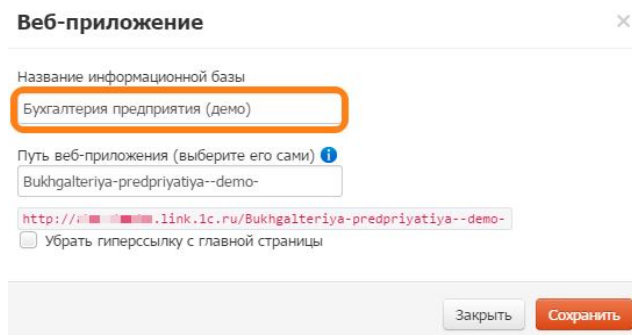 Веб-приложение
Название информационной базы
Бухгалтерия предприятия (демо)
Путь веб-приложения (выберите его сами)
Bukhgalteriya-predpriyatiya--demo-
http:// .link.1c.ru/Bukhgalteriya-predpriyatiya--demo-
Убрать гиперссылку с главной страницы
Закрыть Сохранить